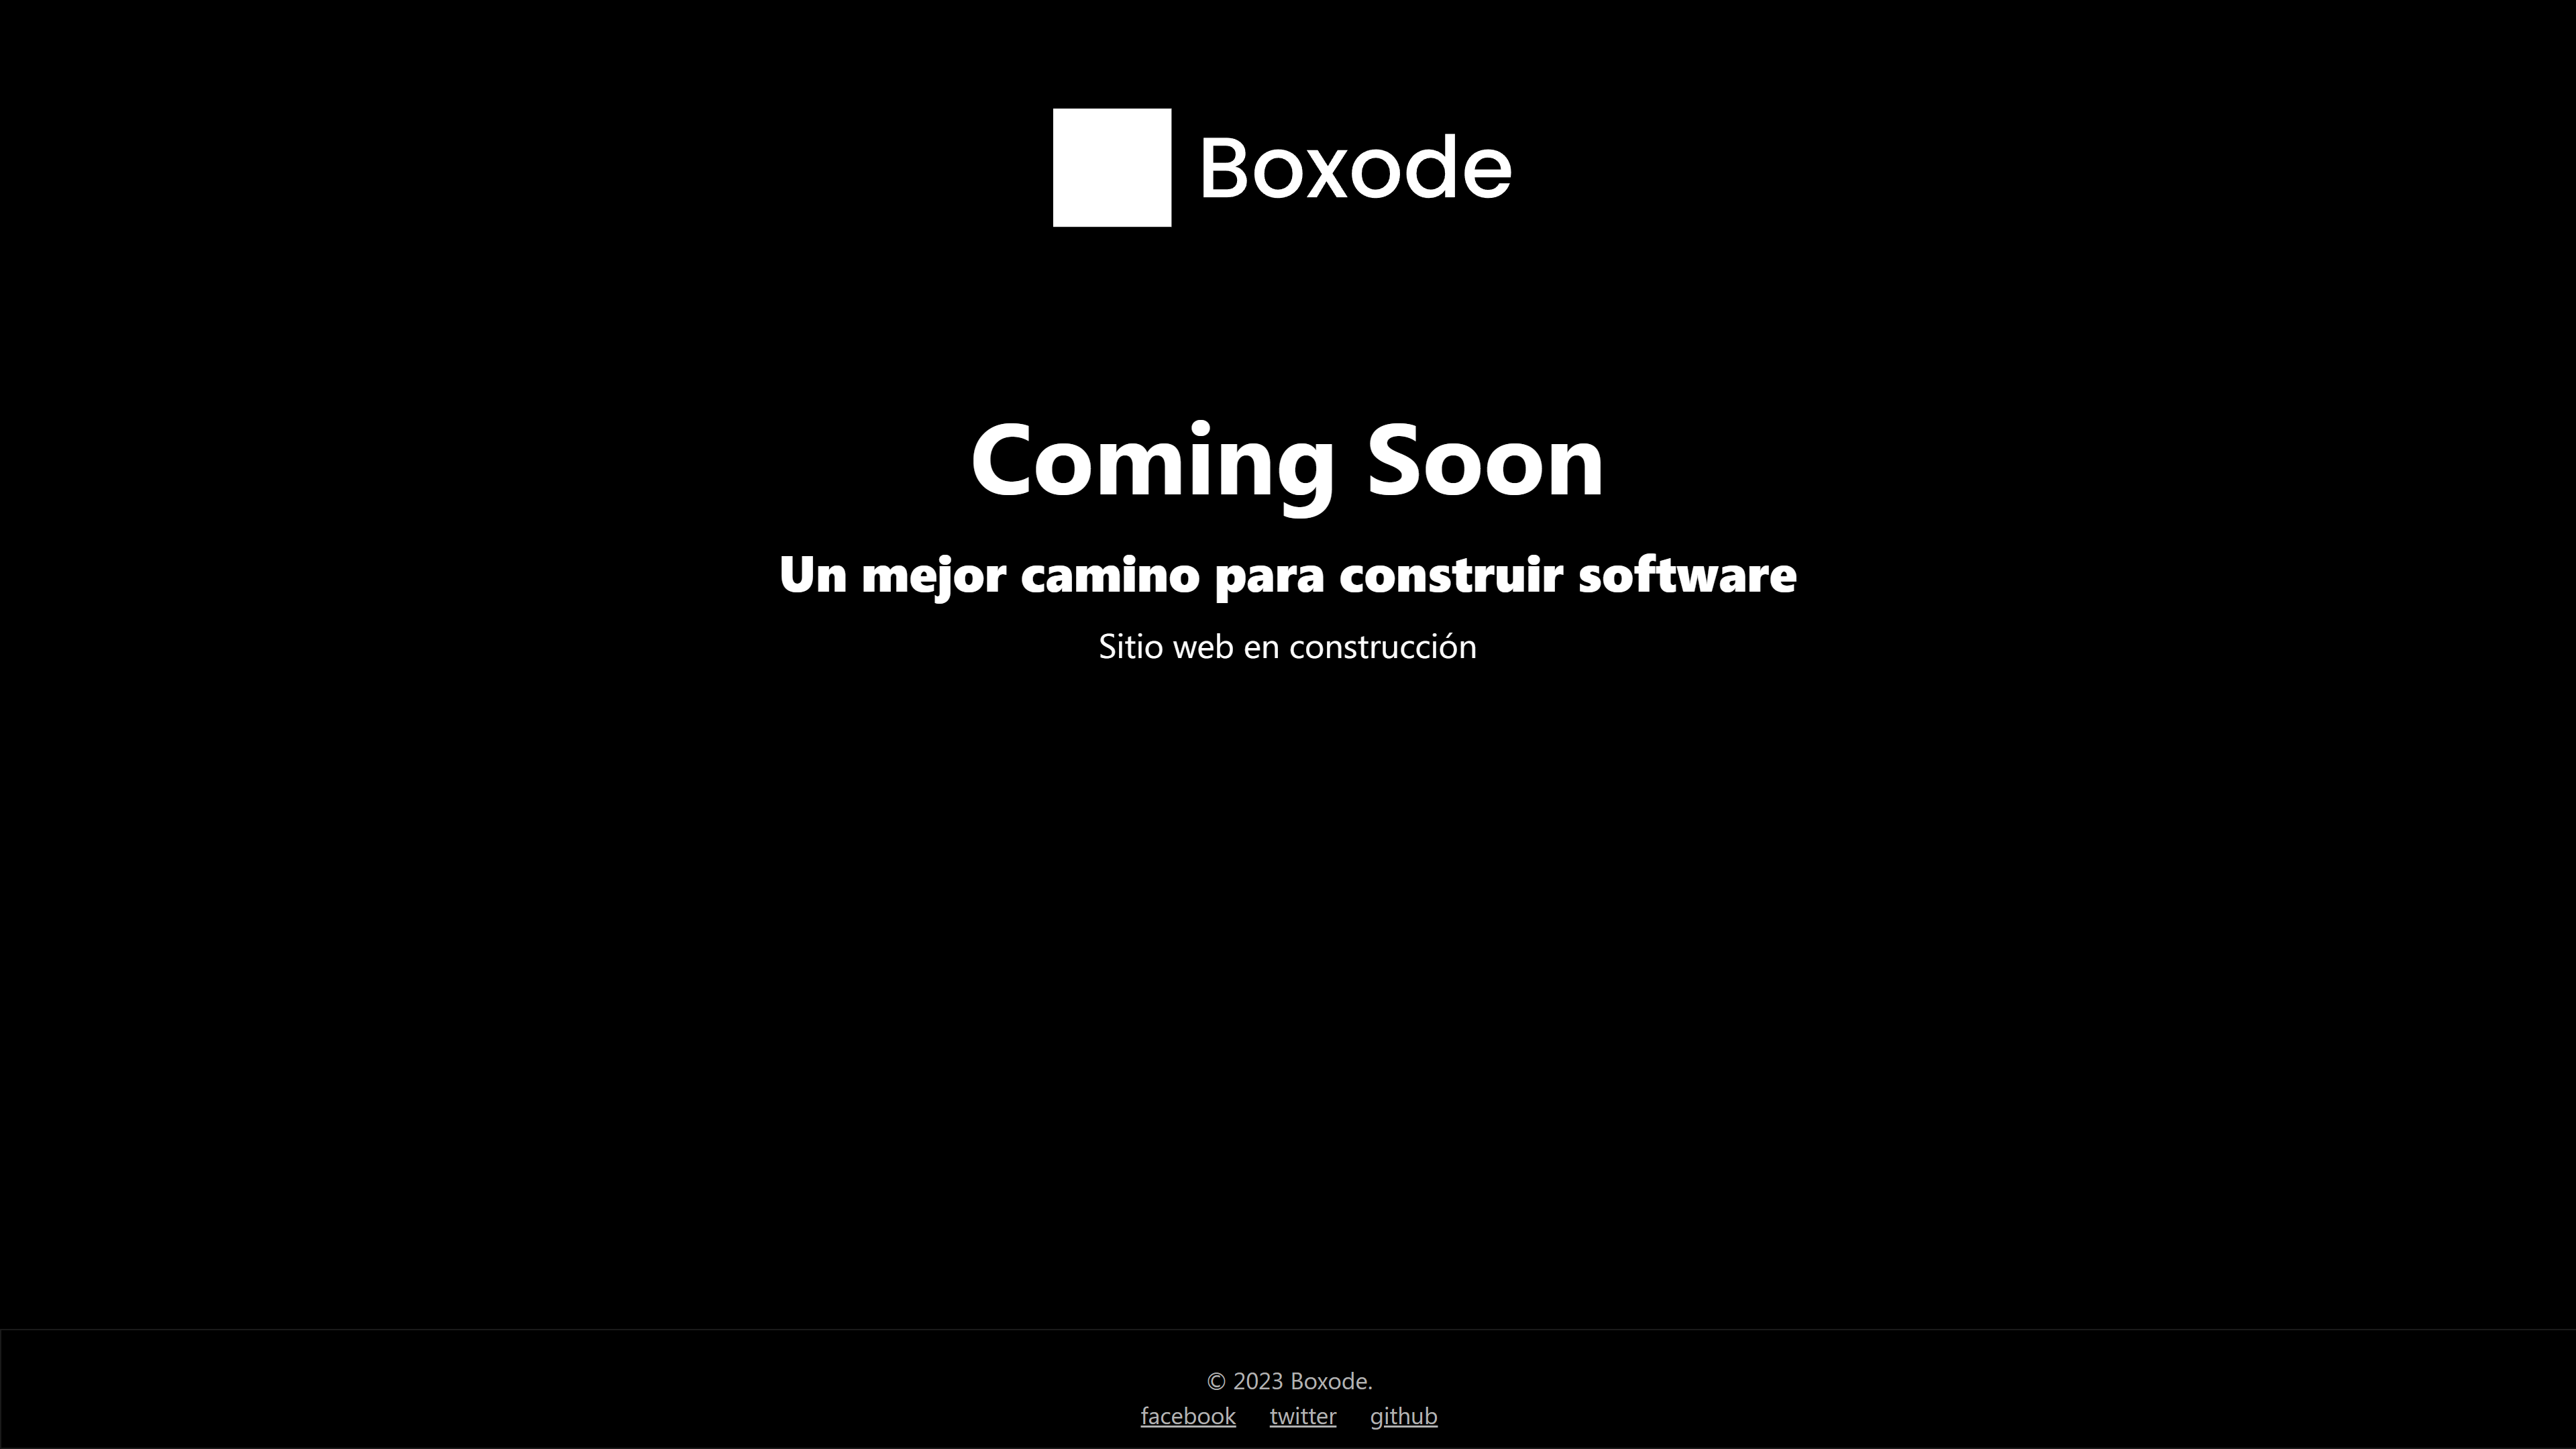 Boxode
Coming Soon
Un mejor camino para construir software
Sitio web en construcción
© 2023 Boxode.
facebook twitter github